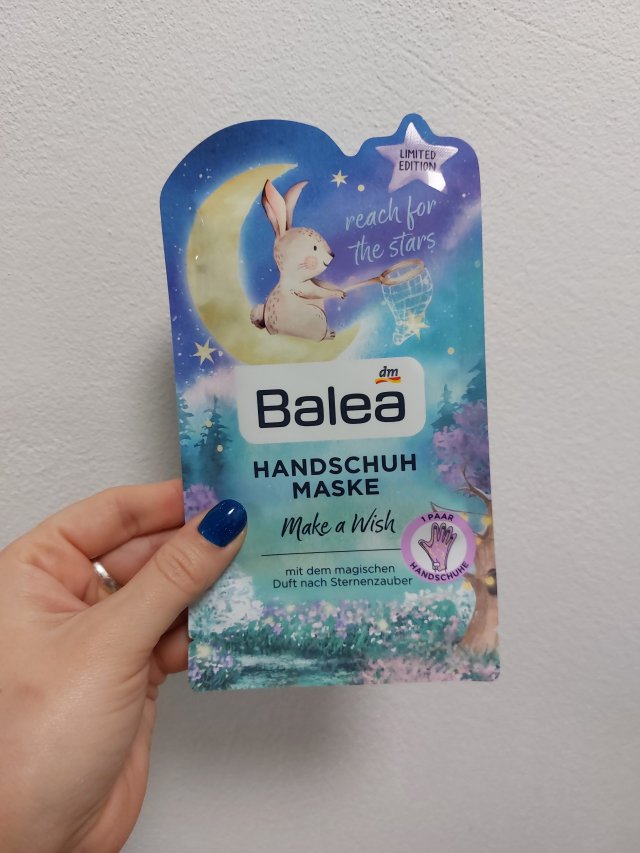 LIMITED
EDITION
reach for
the stars
dm
Balea
HANDSCHUH
MASKE
Make a Wish
1 PAAR
HANDSCHUHE
mit dem magischen
Duft nach Sternenzauber